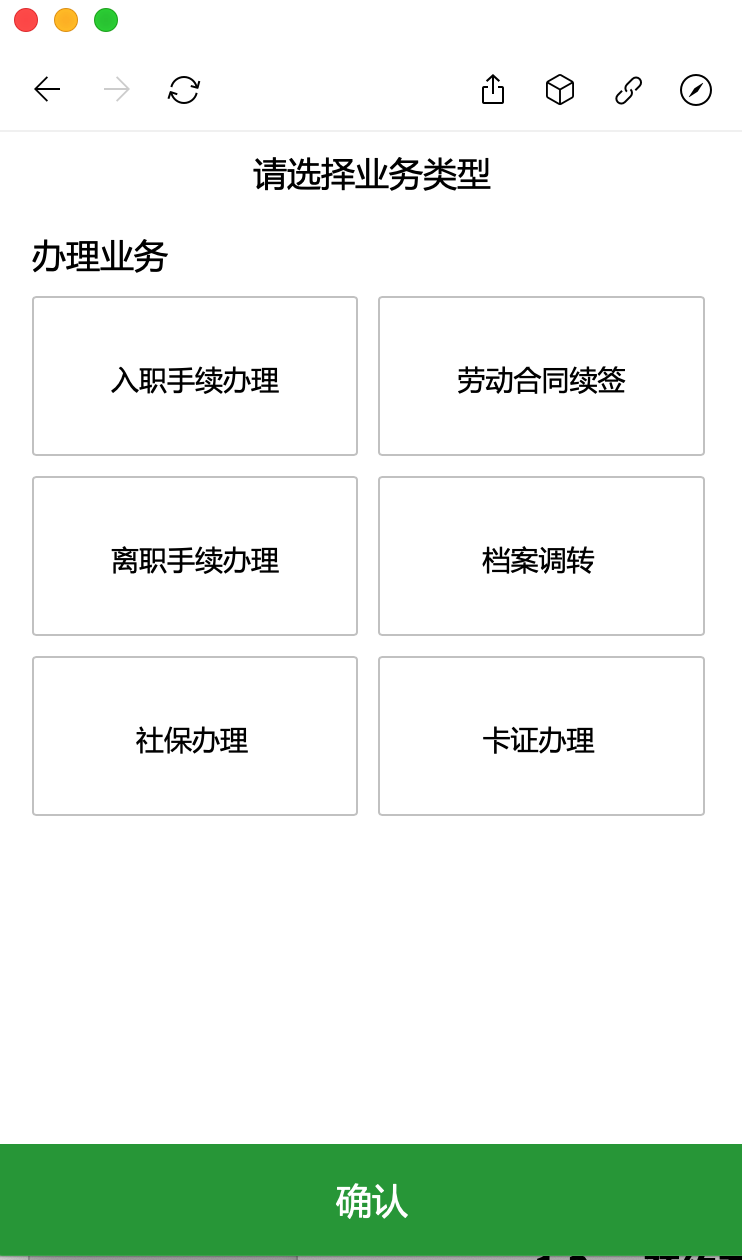 请选择业务类型
办理业务
入职手续办理
劳动合同续签
离职手续办理
档案调转
社保办理
卡证办理
确认